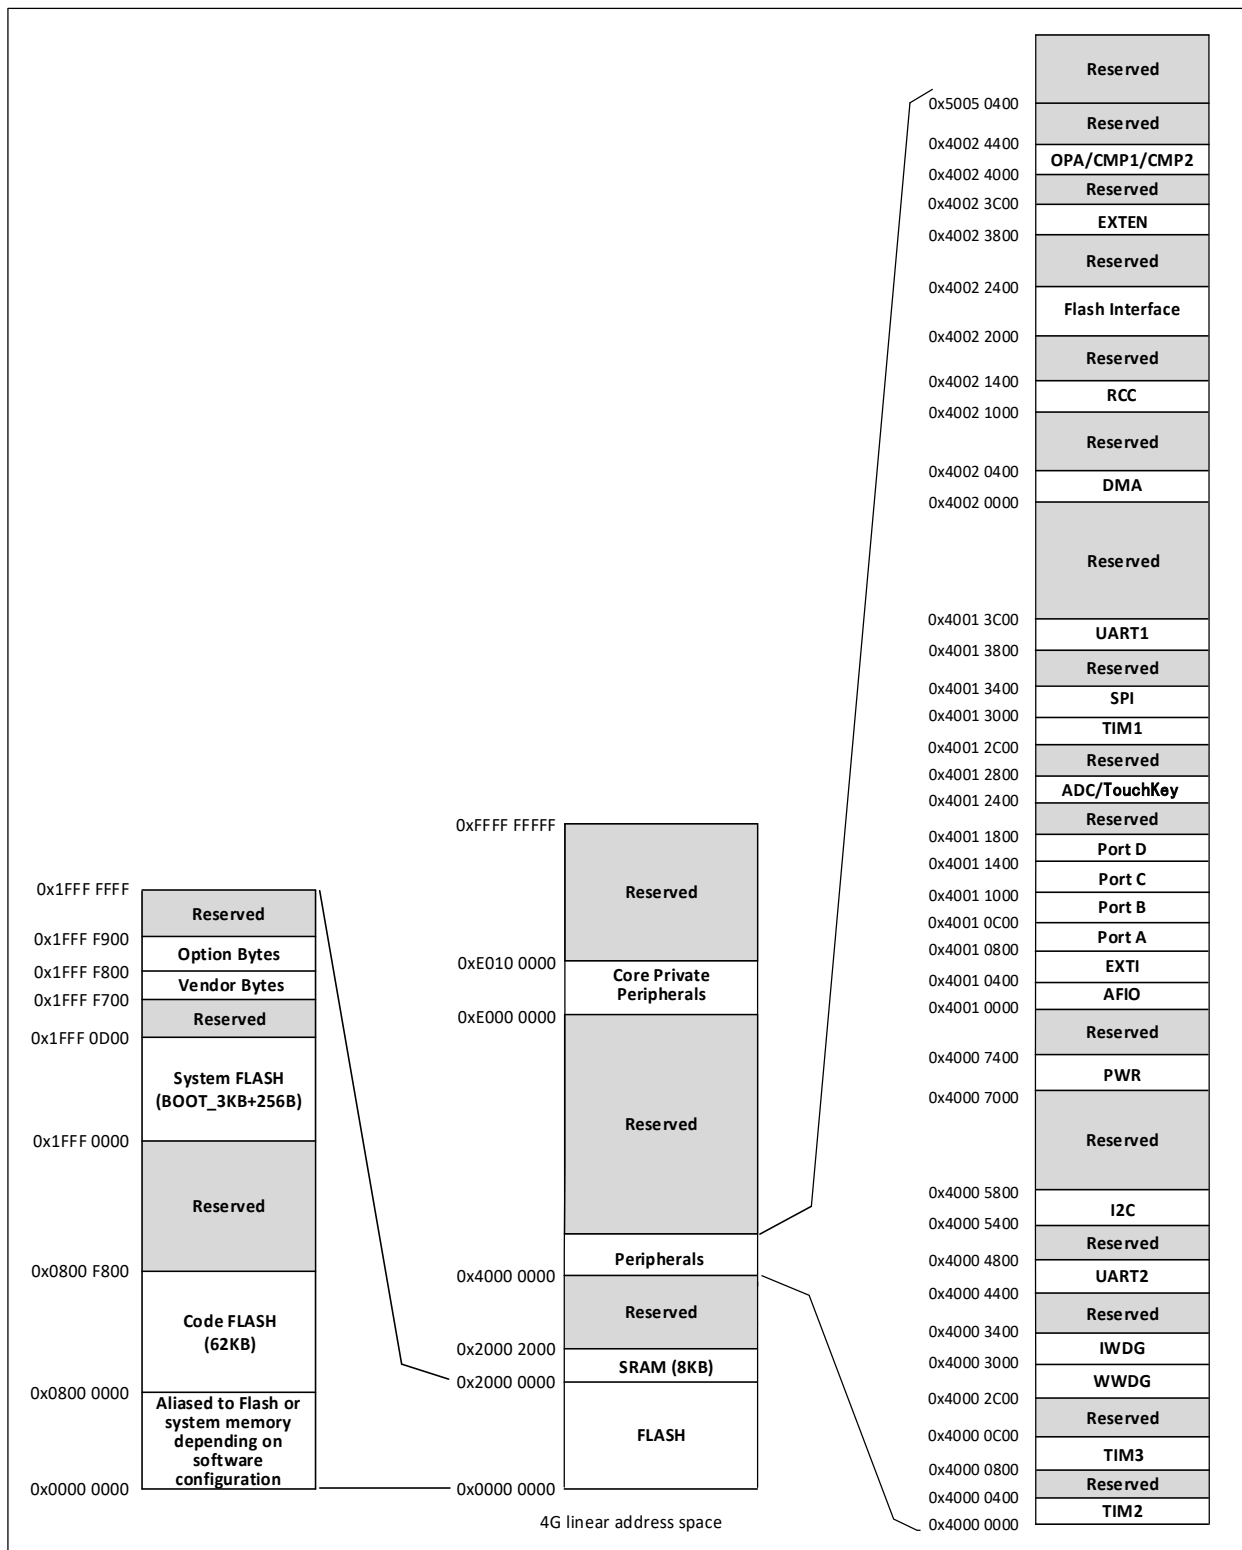 0x1FFF FFFF
Reserved
0x1FFF F900
Option Bytes
0x1FFF F800
Vendor Bytes
0x1FFF F700
Reserved
0x1FFF 0D00
System FLASH
(BOOT_3KB+256B)
0x1FFF 0000
Reserved
0x0800 F800
Code FLASH
(62KB)
0x0800 0000
Aliased to Flash or
system memory
depending on
software
configuration
0x0000 0000
0xFFFF FFFFF
Reserved
0xE010 0000
Core Private
Peripherals
0xE000 0000
Reserved
Peripherals
0x4000 0000
Reserved
0x2000 2000
SRAM (8KB)
0x2000 0000
FLASH
0x0000 0000
4G linear address space
Reserved
0x5005 0400
Reserved
0x4002 4400
OPA/CMP1/CMP2
0x4002 4000
Reserved
0x4002 3C00
EXTEN
0x4002 3800
Reserved
0x4002 2400
Flash Interface
0x4002 2000
Reserved
0x4002 1400
RCC
0x4002 1000
Reserved
0x4002 0400
DMA
0x4002 0000
Reserved
0x4001 3C00
UART1
0x4001 3800
Reserved
0x4001 3400
SPI
0x4001 3000
TIM1
0x4001 2C00
Reserved
0x4001 2800
ADC/TouchKey
0x4001 2400
Reserved
0x4001 1800
Port D
0x4001 1400
Port C
0x4001 1000
Port B
0x4001 0C00
Port A
0x4001 0800
EXTI
0x4001 0400
AFIO
0x4001 0000
Reserved
0x4000 7400
PWR
0x4000 7000
Reserved
0x4000 5800
I2C
0x4000 5400
Reserved
0x4000 4800
UART2
0x4000 4400
Reserved
0x4000 3400
IWDG
0x4000 3000
WWDG
0x4000 2C00
Reserved
0x4000 0C00
TIM3
0x4000 0800
Reserved
0x4000 0400
TIM2
0x4000 0000